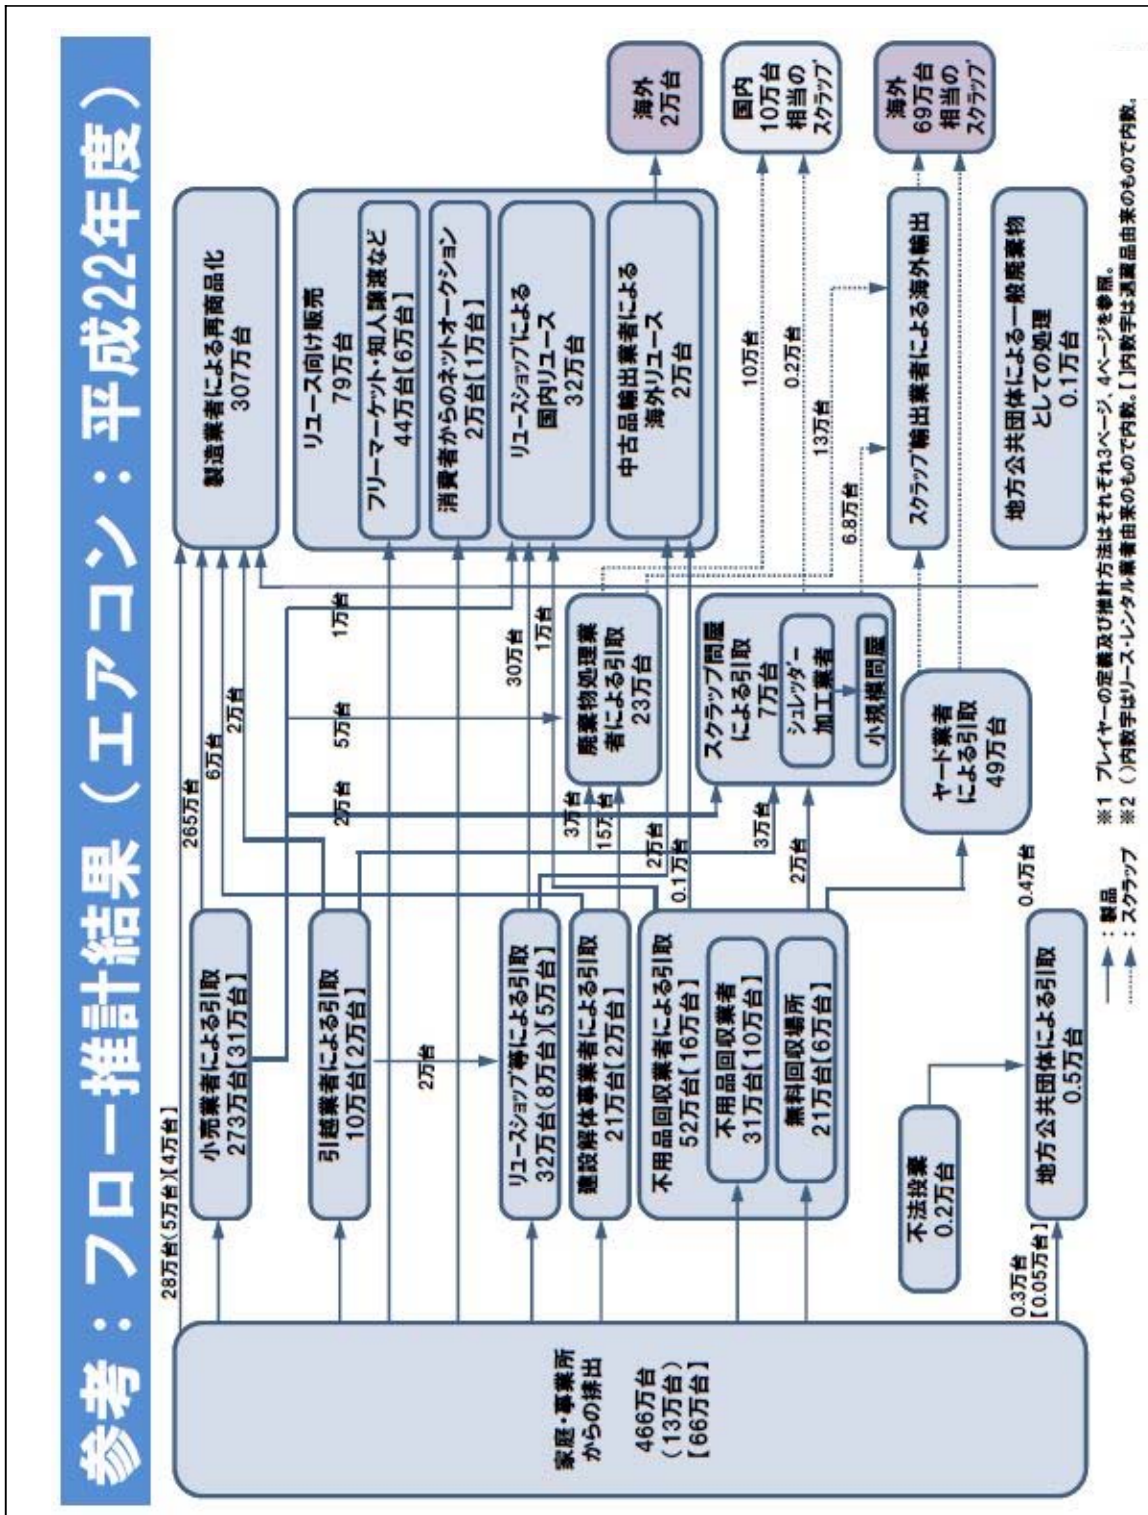 参考：フロー推計結果（エアコン：平成22年度）
家庭・事業所
からの排出
466万台
（13万台）
【66万台】
28万台(5万台)【4万台】
小売業者による引取
273万台【31万台】
引越業者による引取
10万台【2万台】
2万台
リユースショップ等による引取
32万台(8万台)【5万台】
建設解体事業者による引取
21万台【2万台】
不用品回収業者による引取
52万台【16万台】
不用品回収業者
31万台【10万台】
無料回収場所
21万台【6万台】
不法投棄
0.2万台
0.3万台
【0.05万台】
地方公共団体による引取
0.5万台
0.4万台
265万台
6万台
2万台
2万台
5万台
1万台
3万台
15万台
30万台
1万台
2万台
0.1万台
3万台
2万台
廃棄物処理業
者による引取
23万台
スクラップ問屋
による引取
7万台
シュレッダー
加工業者
小規模問屋
ヤード業者
による引取
49万台
10万台
0.2万台
13万台
6.8万台
製造業者による再商品化
307万台
リユース向け販売
79万台
フリーマーケット・知人譲渡など
44万台【6万台】
消費者からのネットオークション
2万台【1万台】
リユースショップによる
国内リユース
32万台
中古品輸出業者による
海外リユース
2万台
スクラップ輸出業者による海外輸出
地方公共団体による一般廃棄物
としての処理
0.1万台
海外
2万台
国内
10万台
相当の
スクラップ
海外
69万台
相当の
スクラップ
：製品
：スクラップ
※1 プレイヤーの定義及び推計方法はそれぞれ3ページ、4ページを参照。
※2 （）内数字はリース・レンタル業者由来のもので内数。【 】内数字は退蔵品由来のもので内数。